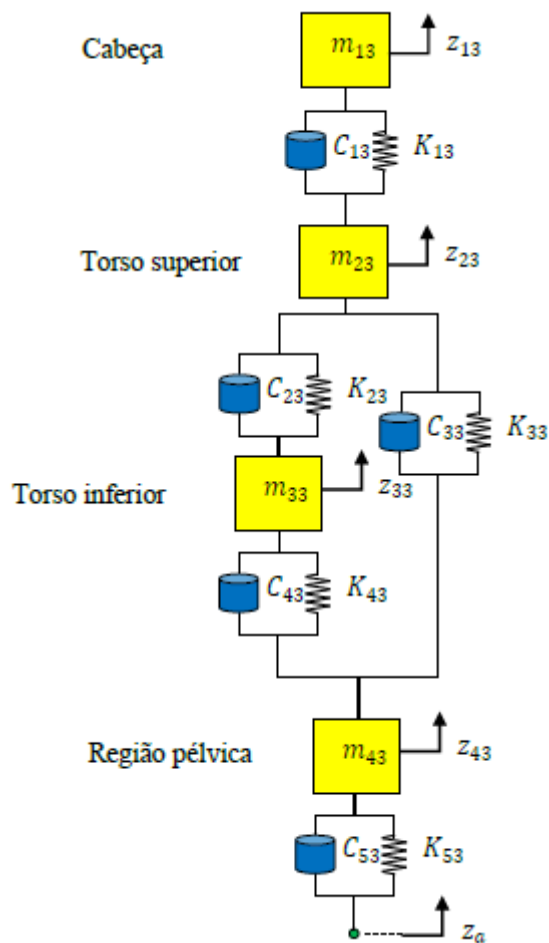 Cabeça
m13
z13
C13
K13
Torso superior
m23
z23
C23
K23
C33
K33
Torso inferior
m33
z33
C43
K43
Região pélvica
m43
z43
C53
K53
za